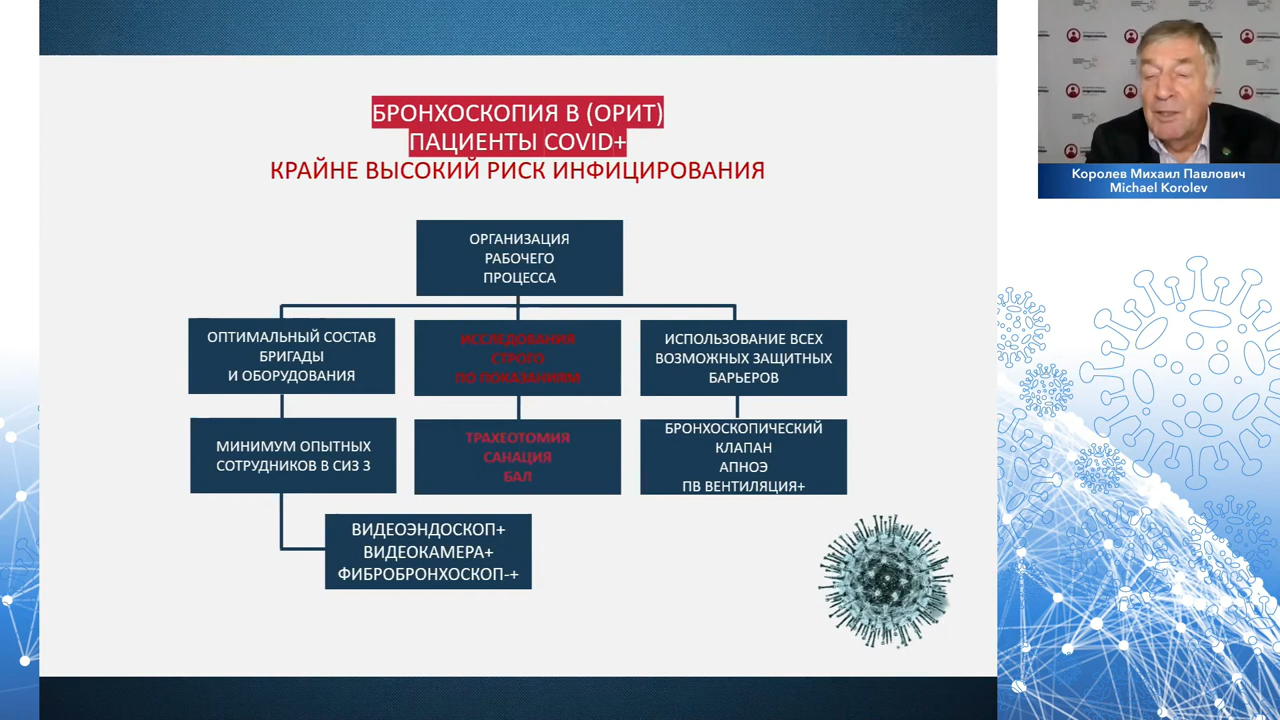 БРОНХОСКОПИЯ В (ОРИТ)
ПАЦИЕНТЫ COVID+
КРАЙНЕ ВЫСОКИЙ РИСК ИНФИЦИРОВАНИЯ
ОРГАНИЗАЦИЯ
РАБОЧЕГО
ПРОЦЕССА
ОПТИМАЛЬНЫЙ СОСТАВ
БРИГАДЫ
И ОБОРУДОВАНИЯ
ИССЛЕДОВАНИЯ
СТРОГО
ПО ПОКАЗАНИЯМ
ИСПОЛЬЗОВАНИЕ ВСЕХ
ВОЗМОЖНЫХ ЗАЩИТНЫХ
БАРЬЕРОВ
МИНИМУМ ОПЫТНЫХ
СОТРУДНИКОВ В СИЗ 3
ТРАХЕОТОМИЯ
САНАЦИЯ
БАЛ
БРОНХОСКОПИЧЕСКИЙ
КЛАПАН
АПНОЭ
ПВ ВЕНТИЛЯЦИЯ+
ВИДЕОЭНДОСКОП+
ВИДЕОКАМЕРА+
ФИБРОБРОНХОСКОП-+
Королев Михаил Павлович
Michael Korolev